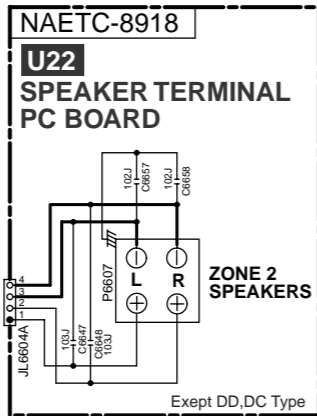 NAETC-8918
U22
SPEAKER TERMINAL
PC BOARD
102J
C6657
102J
C6658
4
3
2
1
JL6604A
P6607
L
R
ZONE 2
SPEAKERS
103J
C6647
C6648
103J
Exept DD,DC Type